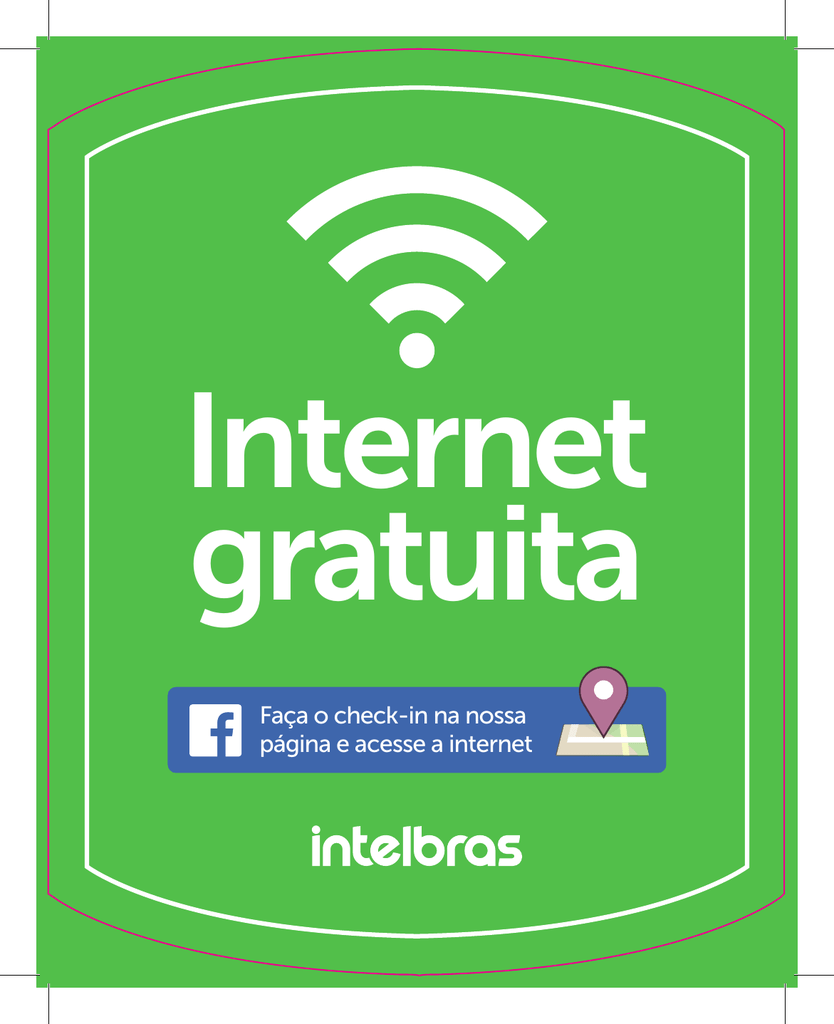 Internet
gratuita
Faça o check-in na nossa
página e acesse a internet
intelbras